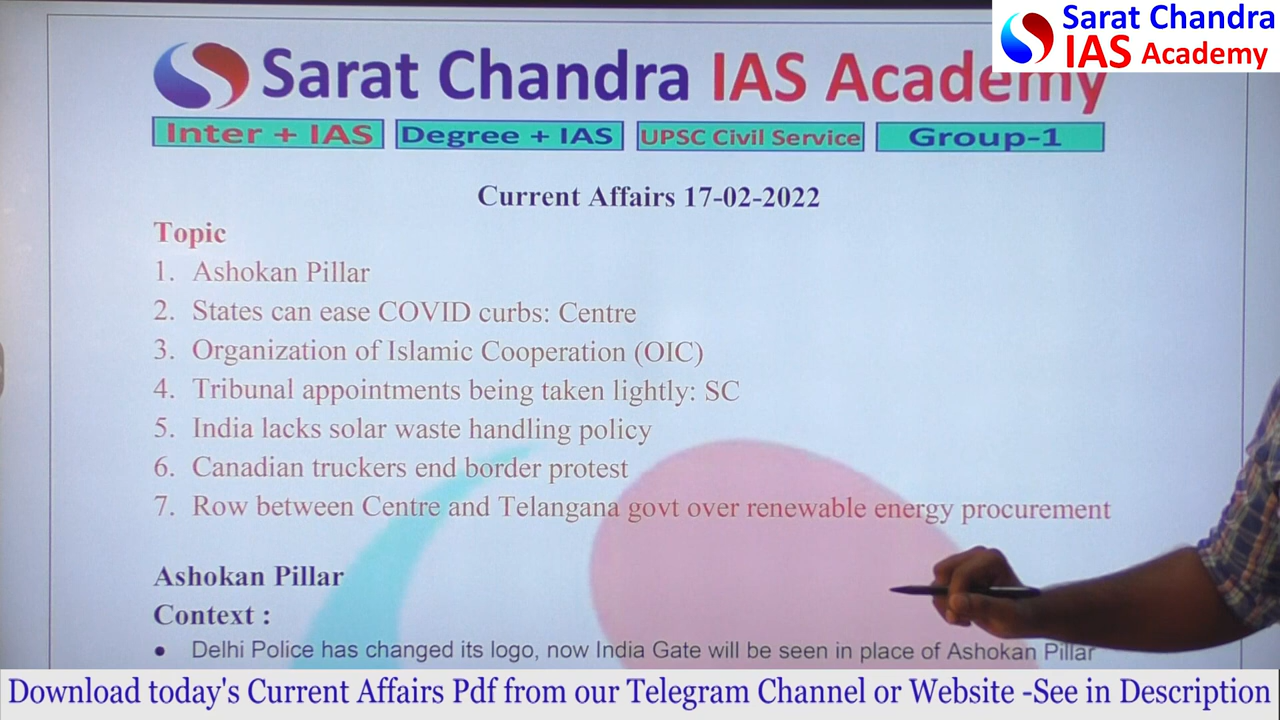 Sarat Chandra
IAS Academy
Sarat Chandra IAS Academy
Inter + IAS
Degree + IAS
UPSC Civil Service
Group-1
Current Affairs 17-02-2022
Topic
1. Ashokan Pillar
2. States can ease COVID curbs: Centre
3. Organization of Islamic Cooperation (OIC)
4. Tribunal appointments being taken lightly: SC
5. India lacks solar waste handling policy
6. Canadian truckers end border protest
7. Row between Centre and Telangana govt over renewable energy procurement
Ashokan Pillar
Context :
• Delhi Police has changed its logo, now India Gate will be seen in place of Ashokan Pillar
Download today's Current Affairs Pdf from our Telegram Channel or Website -See in Description